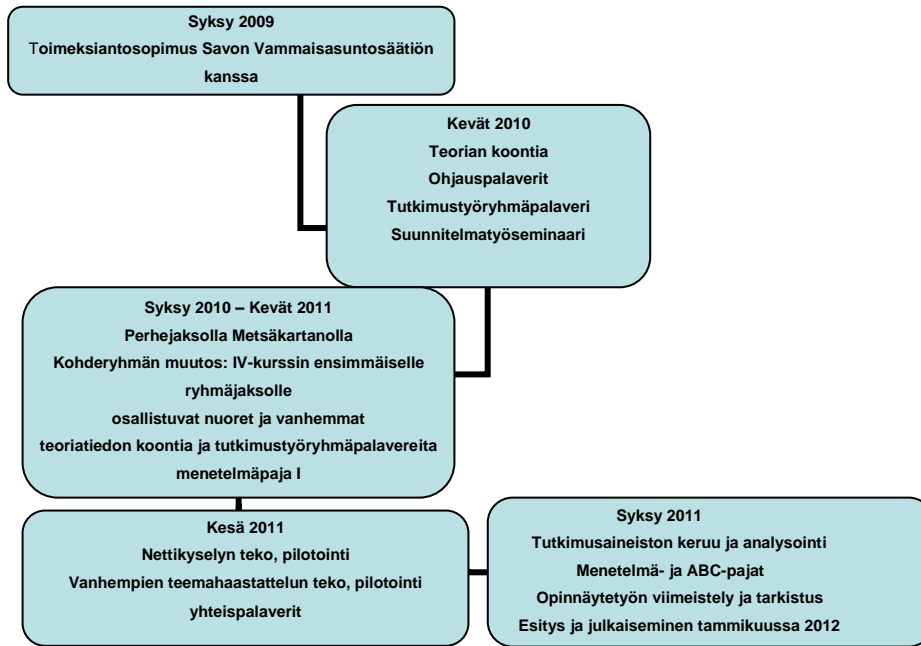 Syksy 2009
Toimeksiantosopimus Savon Vammaisasuntosäätiön
kanssa
Kevät 2010
Teorian koontia
Ohjauspalaverit
Tutkimustyöryhmäpalaveri
Suunnitelmatyöseminaari
Syksy 2010 – Kevät 2011
Perhejaksolla Metsäkartanolla
Kohderyhmän muutos: IV-kurssin ensimmäiselle
ryhmäjaksolle
osallistuvat nuoret ja vanhemmat
teoriatiedon koontia ja tutkimustyöryhmäpalavereita
menetelmäpaja I
Kesä 2011
Nettikyselyn teko, pilotointi
Vanhempien teemahaastattelun teko, pilotointi
yhteispalaverit
Syksy 2011
Tutkimusaineiston keruu ja analysointi
Menetelmä- ja ABC-pajat
Opinnäytetyön viimeistely ja tarkistus
Esitys ja julkaiseminen tammikuussa 2012